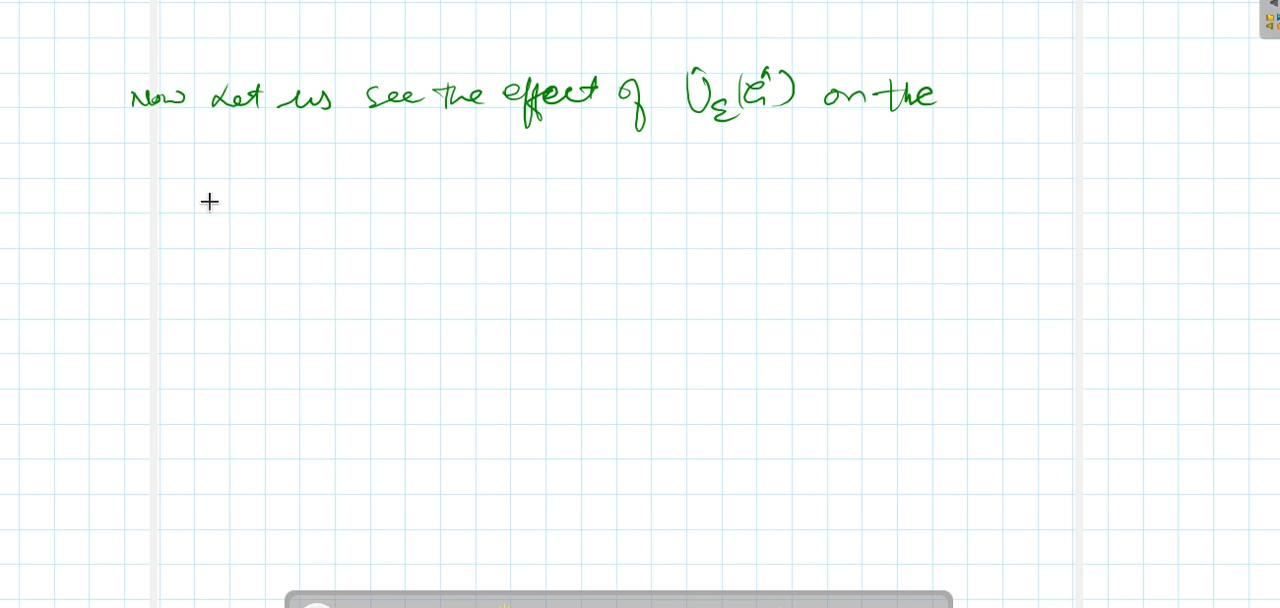 Now Let us see the effect of Û_ε(Ĝ) on the